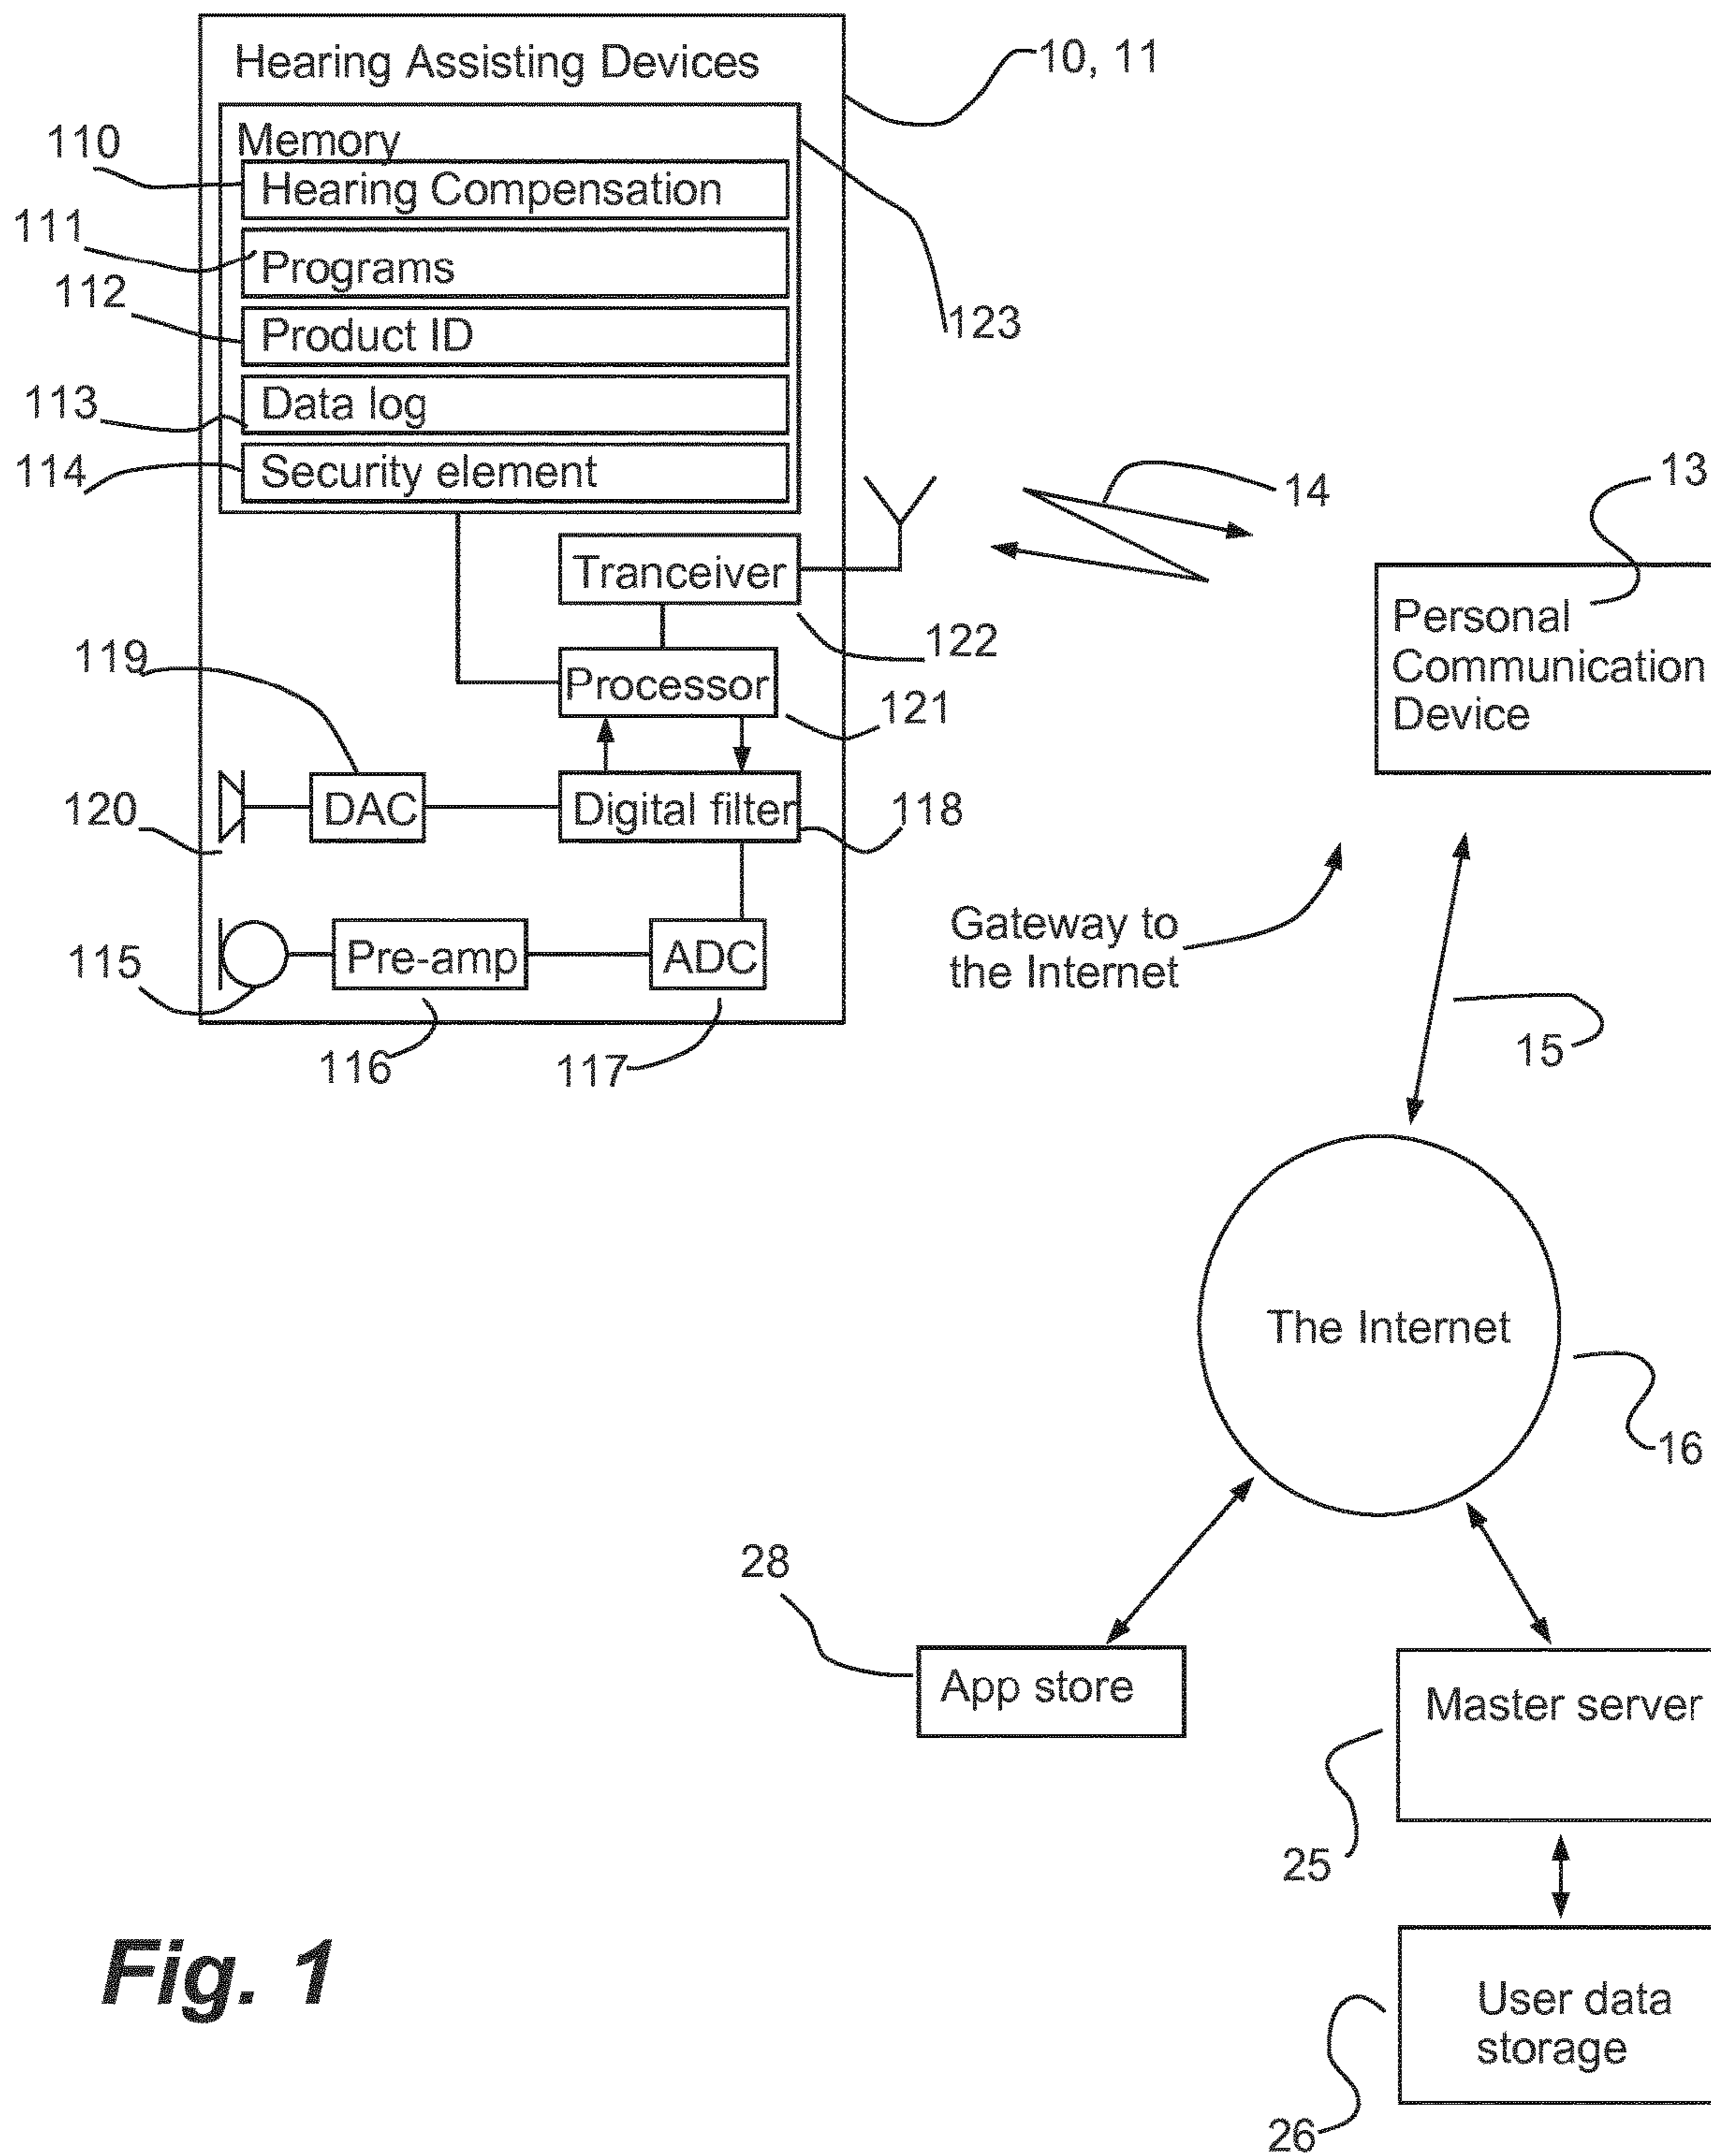 Hearing Assisting Devices
10, 11
Memory
110
Hearing Compensation
111
Programs
112
Product ID
123
113
Data log
114
Security element
14
13
Tranceiver
Personal
Communication
Device
122
119
Processor
121
120
DAC
Digital filter
118
Gateway to
the Internet
115
Pre-amp
ADC
15
116
117
The Internet
16
28
App store
Master server
25
User data
storage
26
Fig. 1